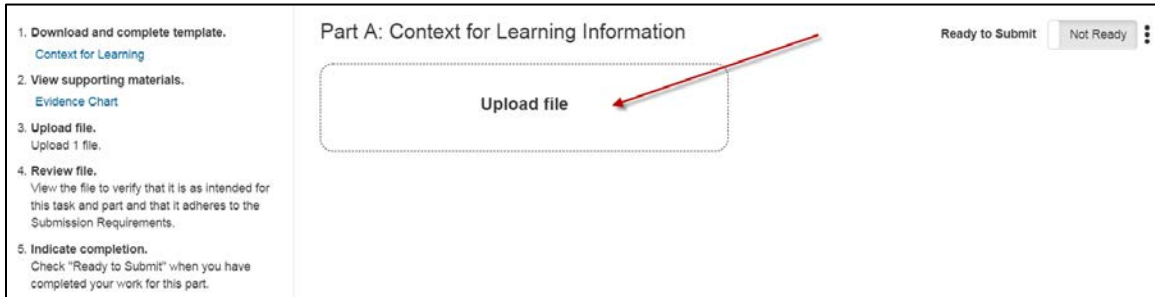 1. Download and complete template.
Context for Learning
2. View supporting materials.
Evidence Chart
3. Upload file.
Upload 1 file.
4. Review file.
View the file to verify that it is as intended for
this task and part and that it adheres to the
Submission Requirements.
5. Indicate completion.
Check "Ready to Submit" when you have
completed your work for this part.
Part A: Context for Learning Information
Ready to Submit Not Ready
Upload file